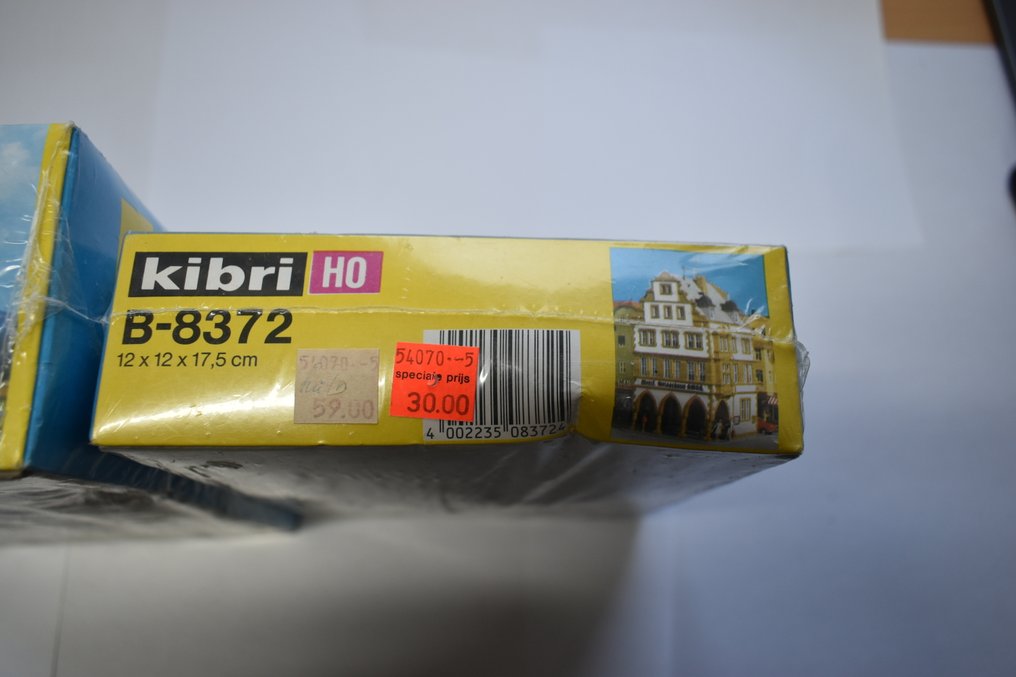 kibri HO
B-8372
12 x 12 x 17,5 cm
54070.-5
59.00
54070.-5
speciale prijs
30.00
4 002235 083724